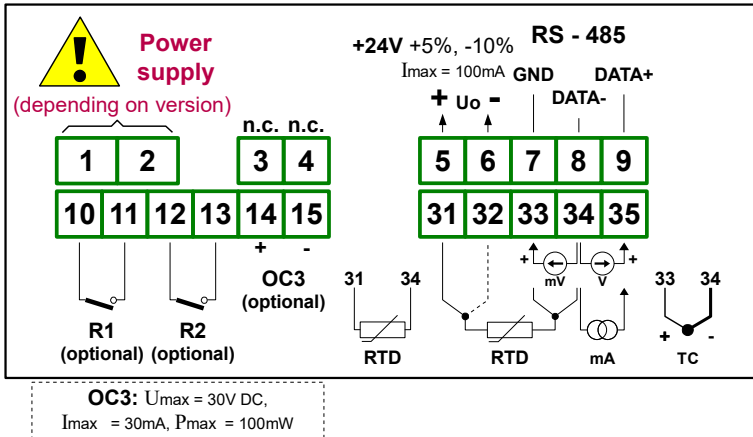 !
Power
supply
(depending on version)
+24V +5%, -10%
Imax = 100mA
+ Uo -
RS - 485
GND
DATA-
DATA+
n.c. n.c.
1 2 3 4 5 6 7 8 9
10 11 12 13 14 15 31 32 33 34 35
+ -
OC3
(optional)
R1
(optional)
R2
(optional)
31 34
RTD
RTD
+ mV
V +
mA
33 34
+ -
TC
OC3: Umax = 30V DC,
Imax = 30mA, Pmax = 100mW